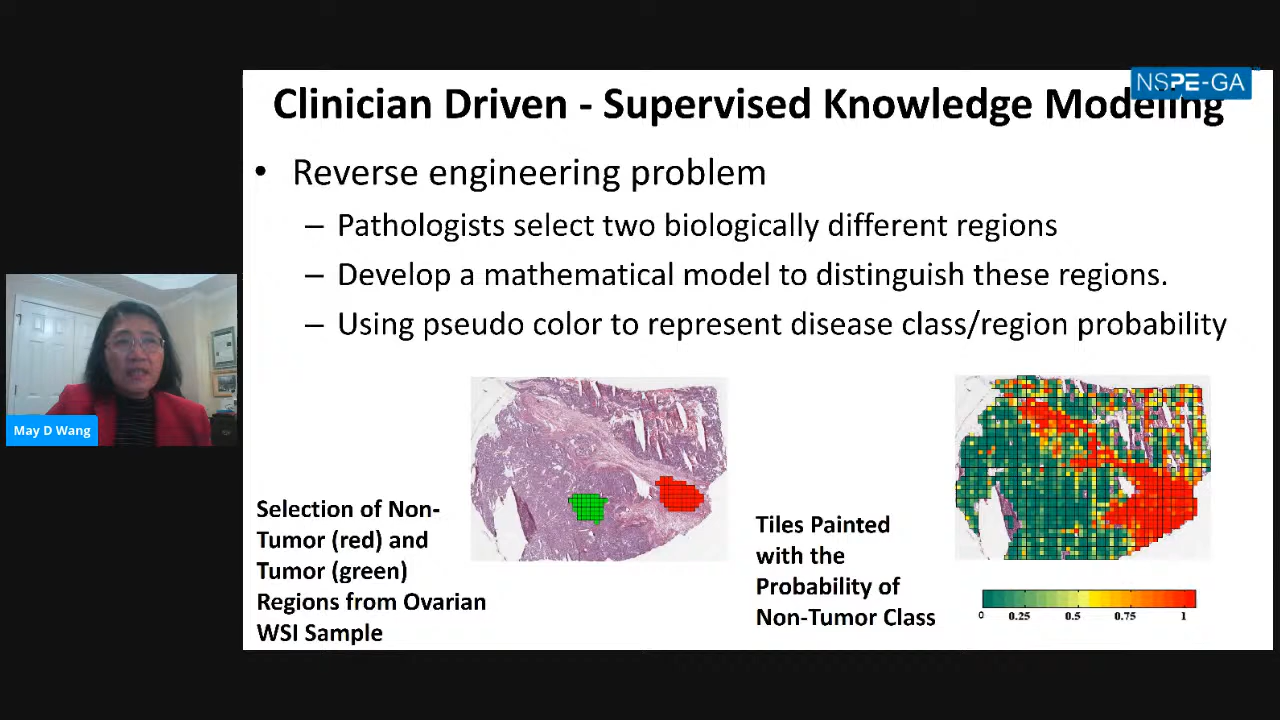 NSPE-GA
Clinician Driven - Supervised Knowledge Modeling
• Reverse engineering problem
– Pathologists select two biologically different regions
– Develop a mathematical model to distinguish these regions.
– Using pseudo color to represent disease class/region probability
May D Wang
Selection of Non-
Tumor (red) and
Tumor (green)
Regions from Ovarian
WSI Sample
Tiles Painted
with the
Probability of
Non-Tumor Class
0 0.25 0.5 0.75 1